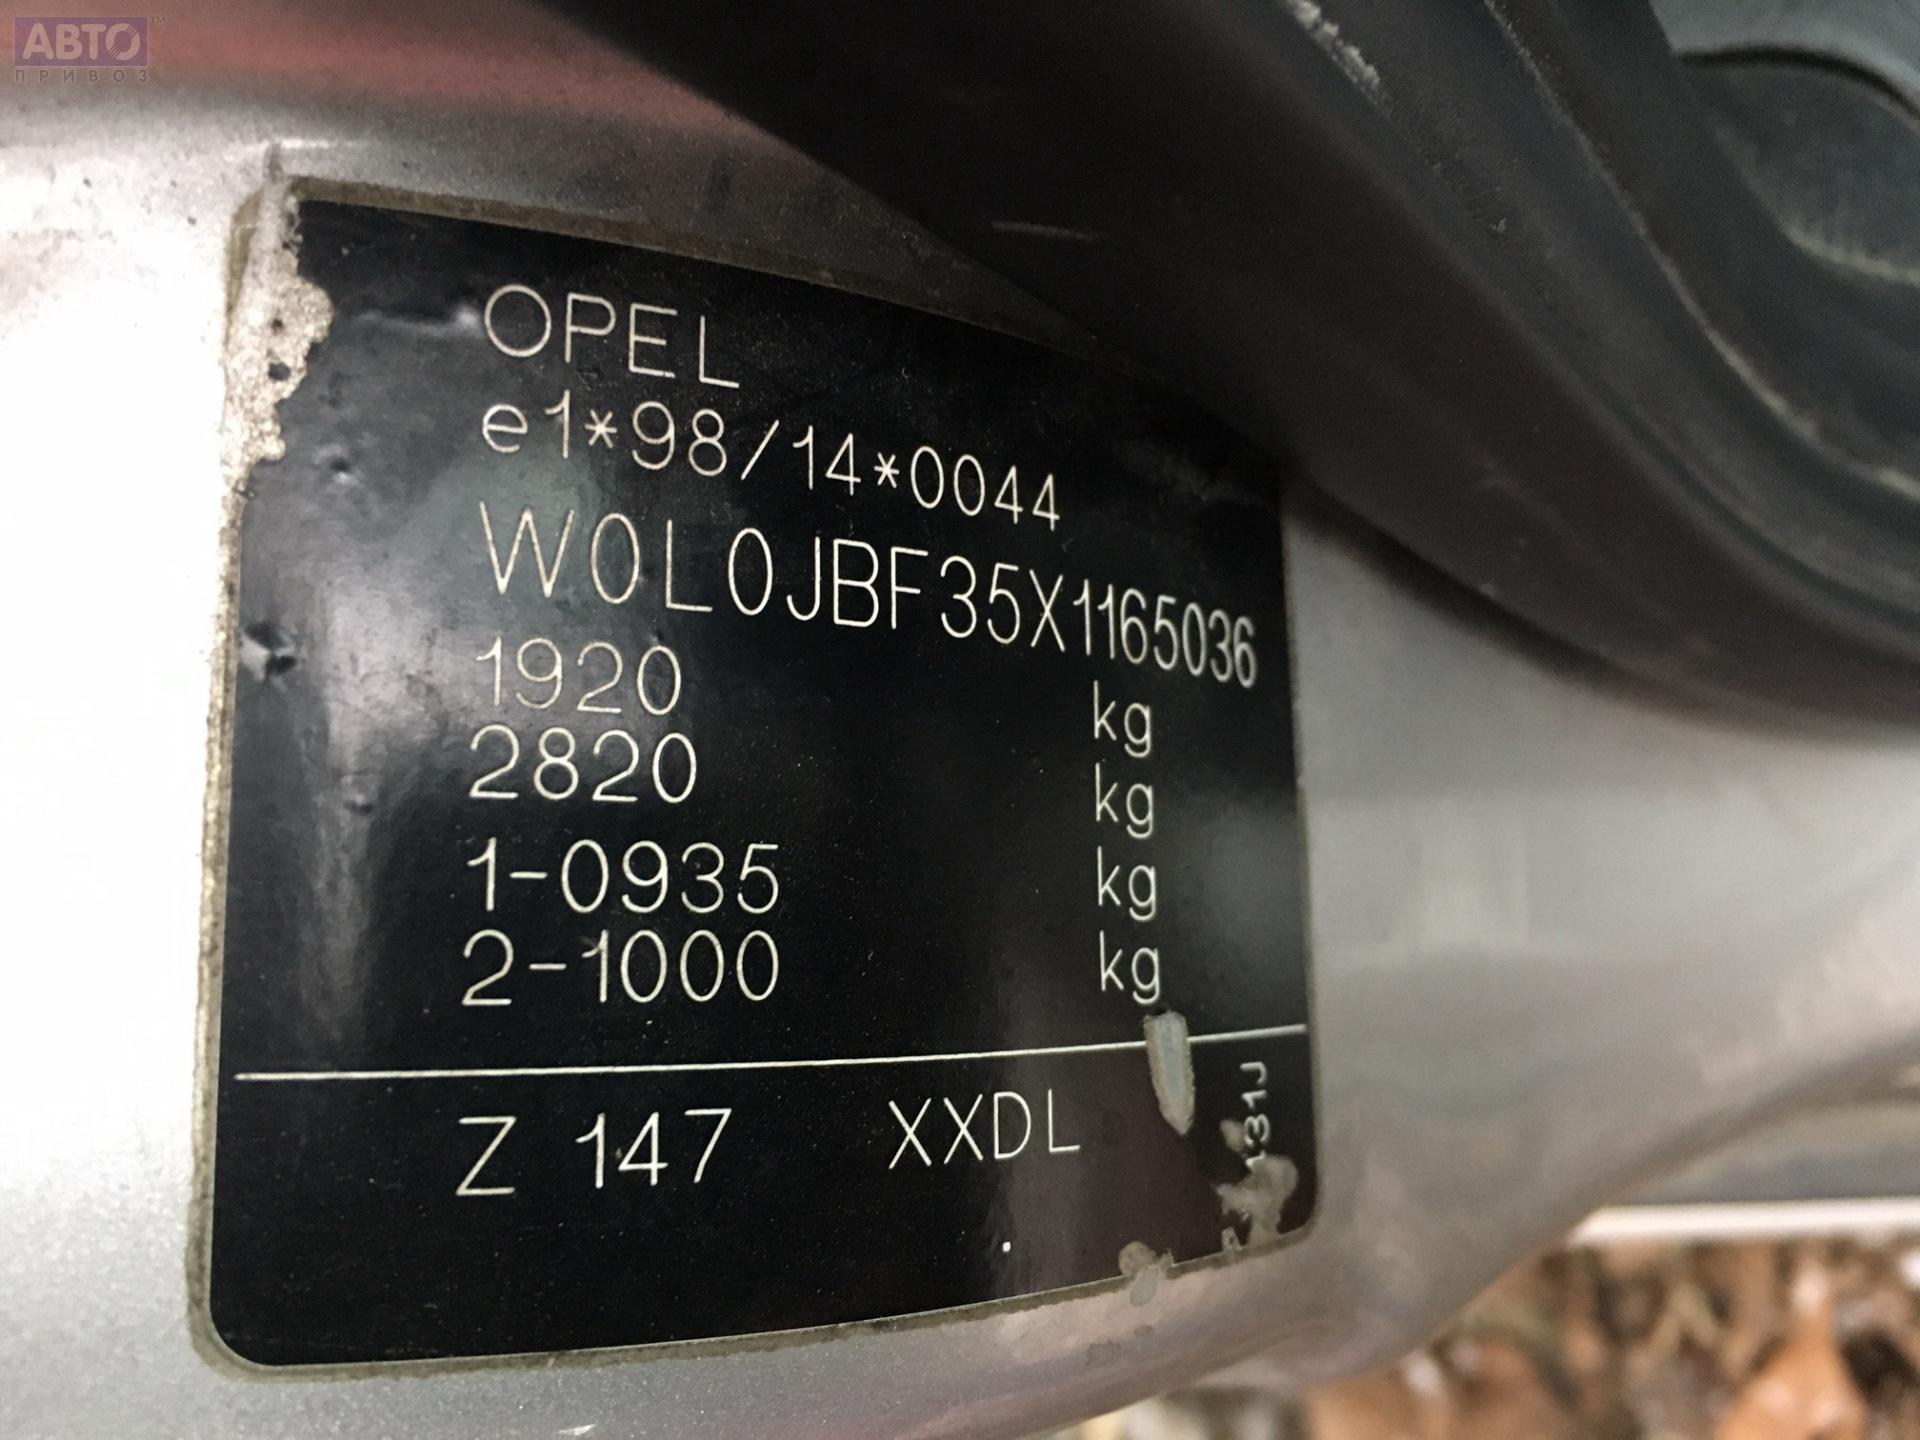 АВТО™
ПРИВОЗ
OPEL
e1*98/14*0044
W0L0JBF35X1165036
1920 kg
2820 kg
1-0935 kg
2-1000 kg
Z 147 XXDL